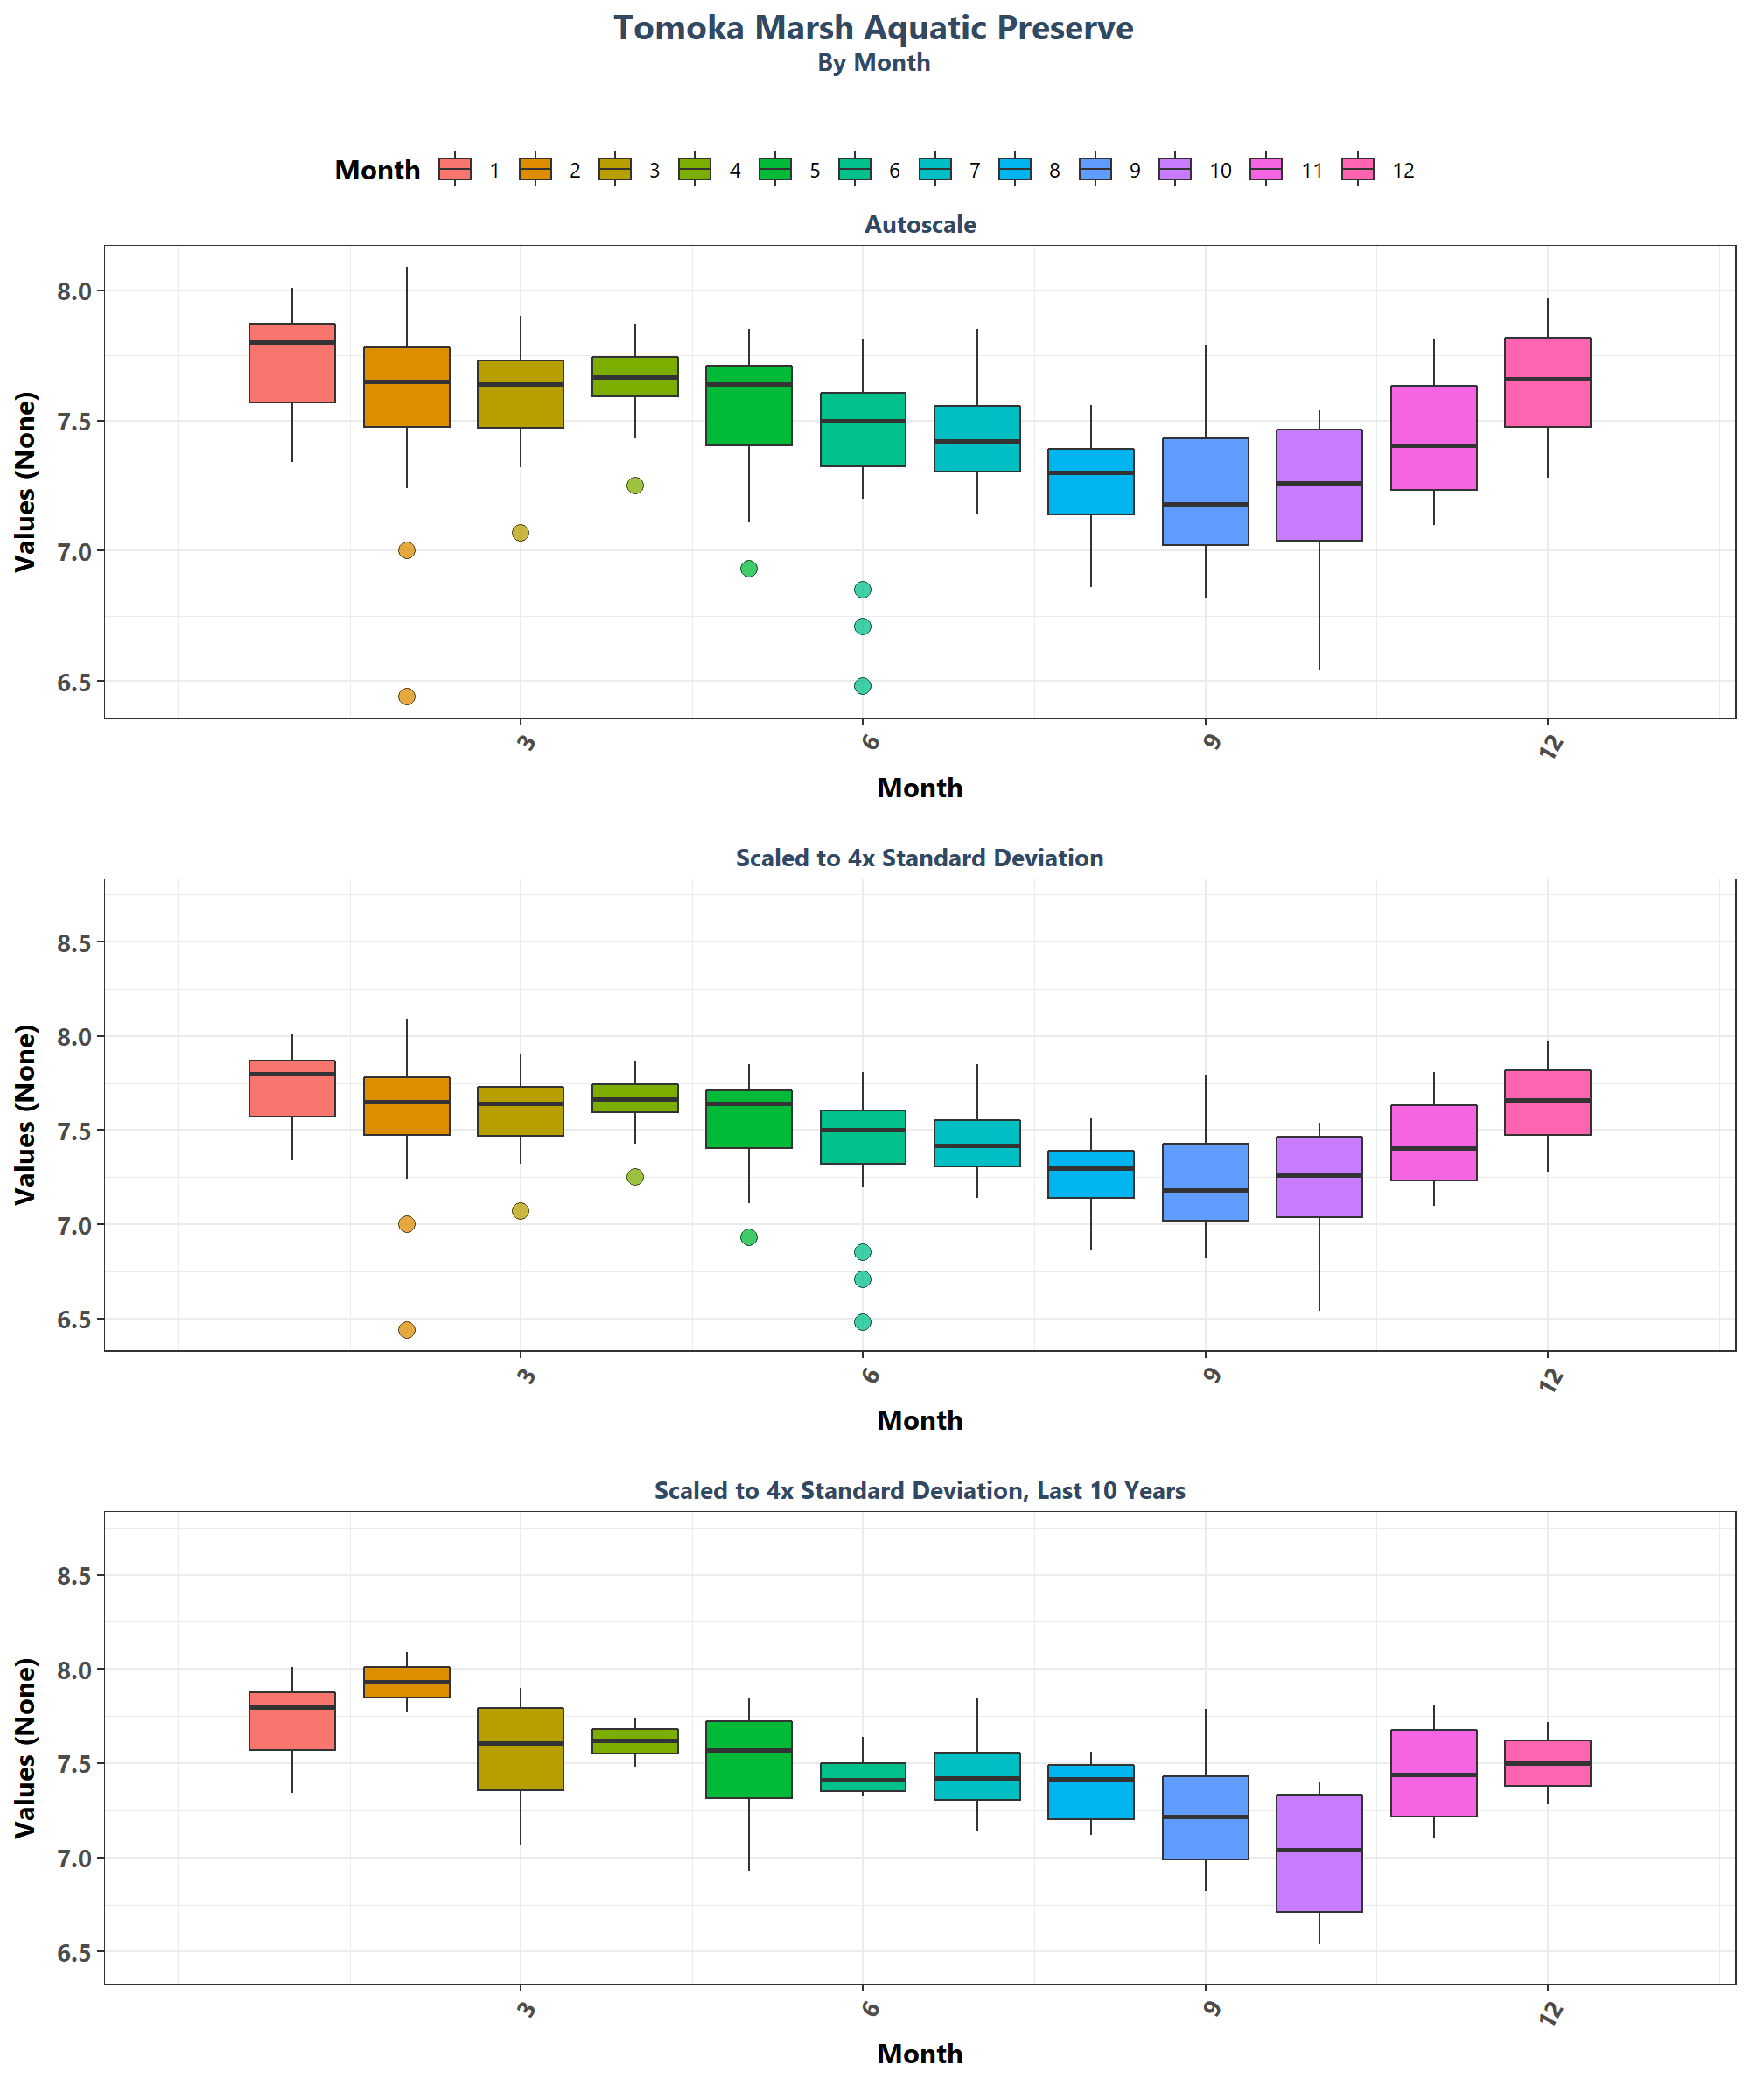 Tomoka Marsh Aquatic Preserve
By Month
Month 1 2 3 4 5 6 7 8 9 10 11 12
Autoscale
Values (None)
8.0
7.5
7.0
6.5
3 6 9 12
Month
Scaled to 4x Standard Deviation
Values (None)
8.5
8.0
7.5
7.0
6.5
3 6 9 12
Month
Scaled to 4x Standard Deviation, Last 10 Years
Values (None)
8.5
8.0
7.5
7.0
6.5
3 6 9 12
Month